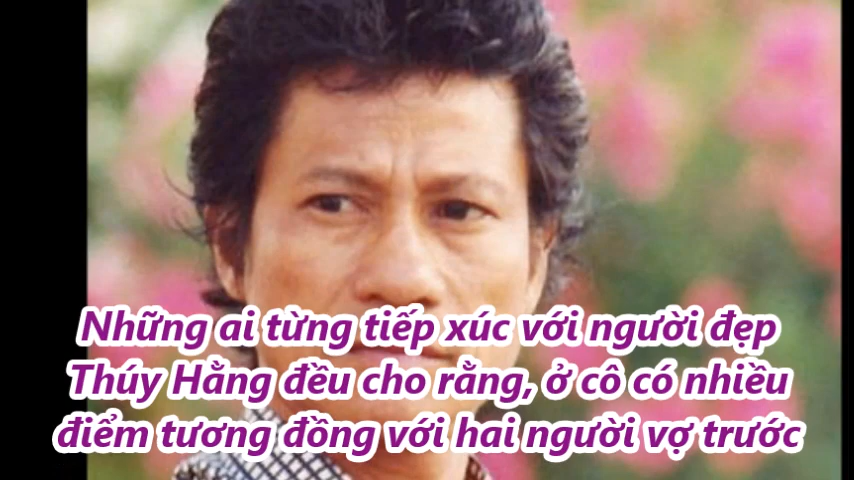 Những ai từng tiếp xúc với người đẹp
Thúy Hằng đều cho rằng, ở cô có nhiều
điểm tương đồng với hai người vợ trước